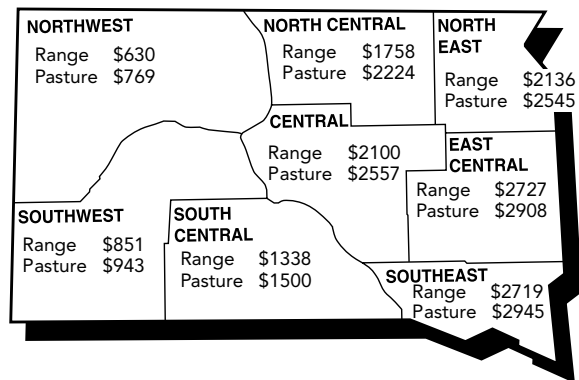 NORTHWEST
Range $630
Pasture $769
NORTH CENTRAL
Range $1758
Pasture $2224
NORTH
EAST
Range $2136
Pasture $2545
CENTRAL
Range $2100
Pasture $2557
EAST
CENTRAL
Range $2727
Pasture $2908
SOUTHWEST
Range $851
Pasture $943
SOUTH
CENTRAL
Range $1338
Pasture $1500
SOUTHEAST
Range $2719
Pasture $2945